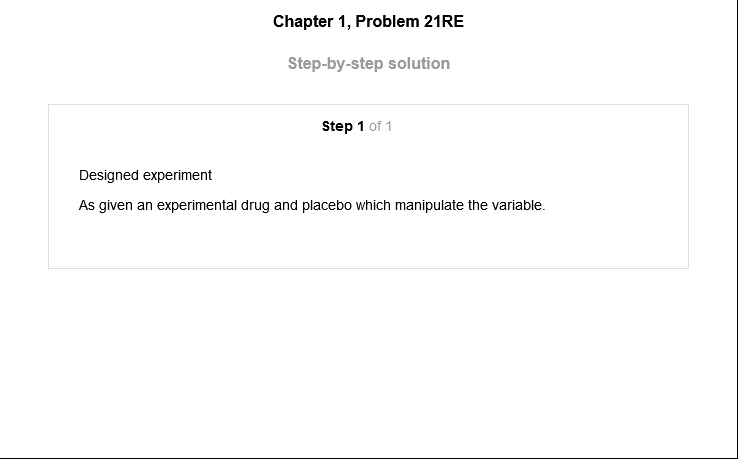 Chapter 1, Problem 21RE
Step-by-step solution
Step 1 of 1
Designed experiment
As given an experimental drug and placebo which manipulate the variable.